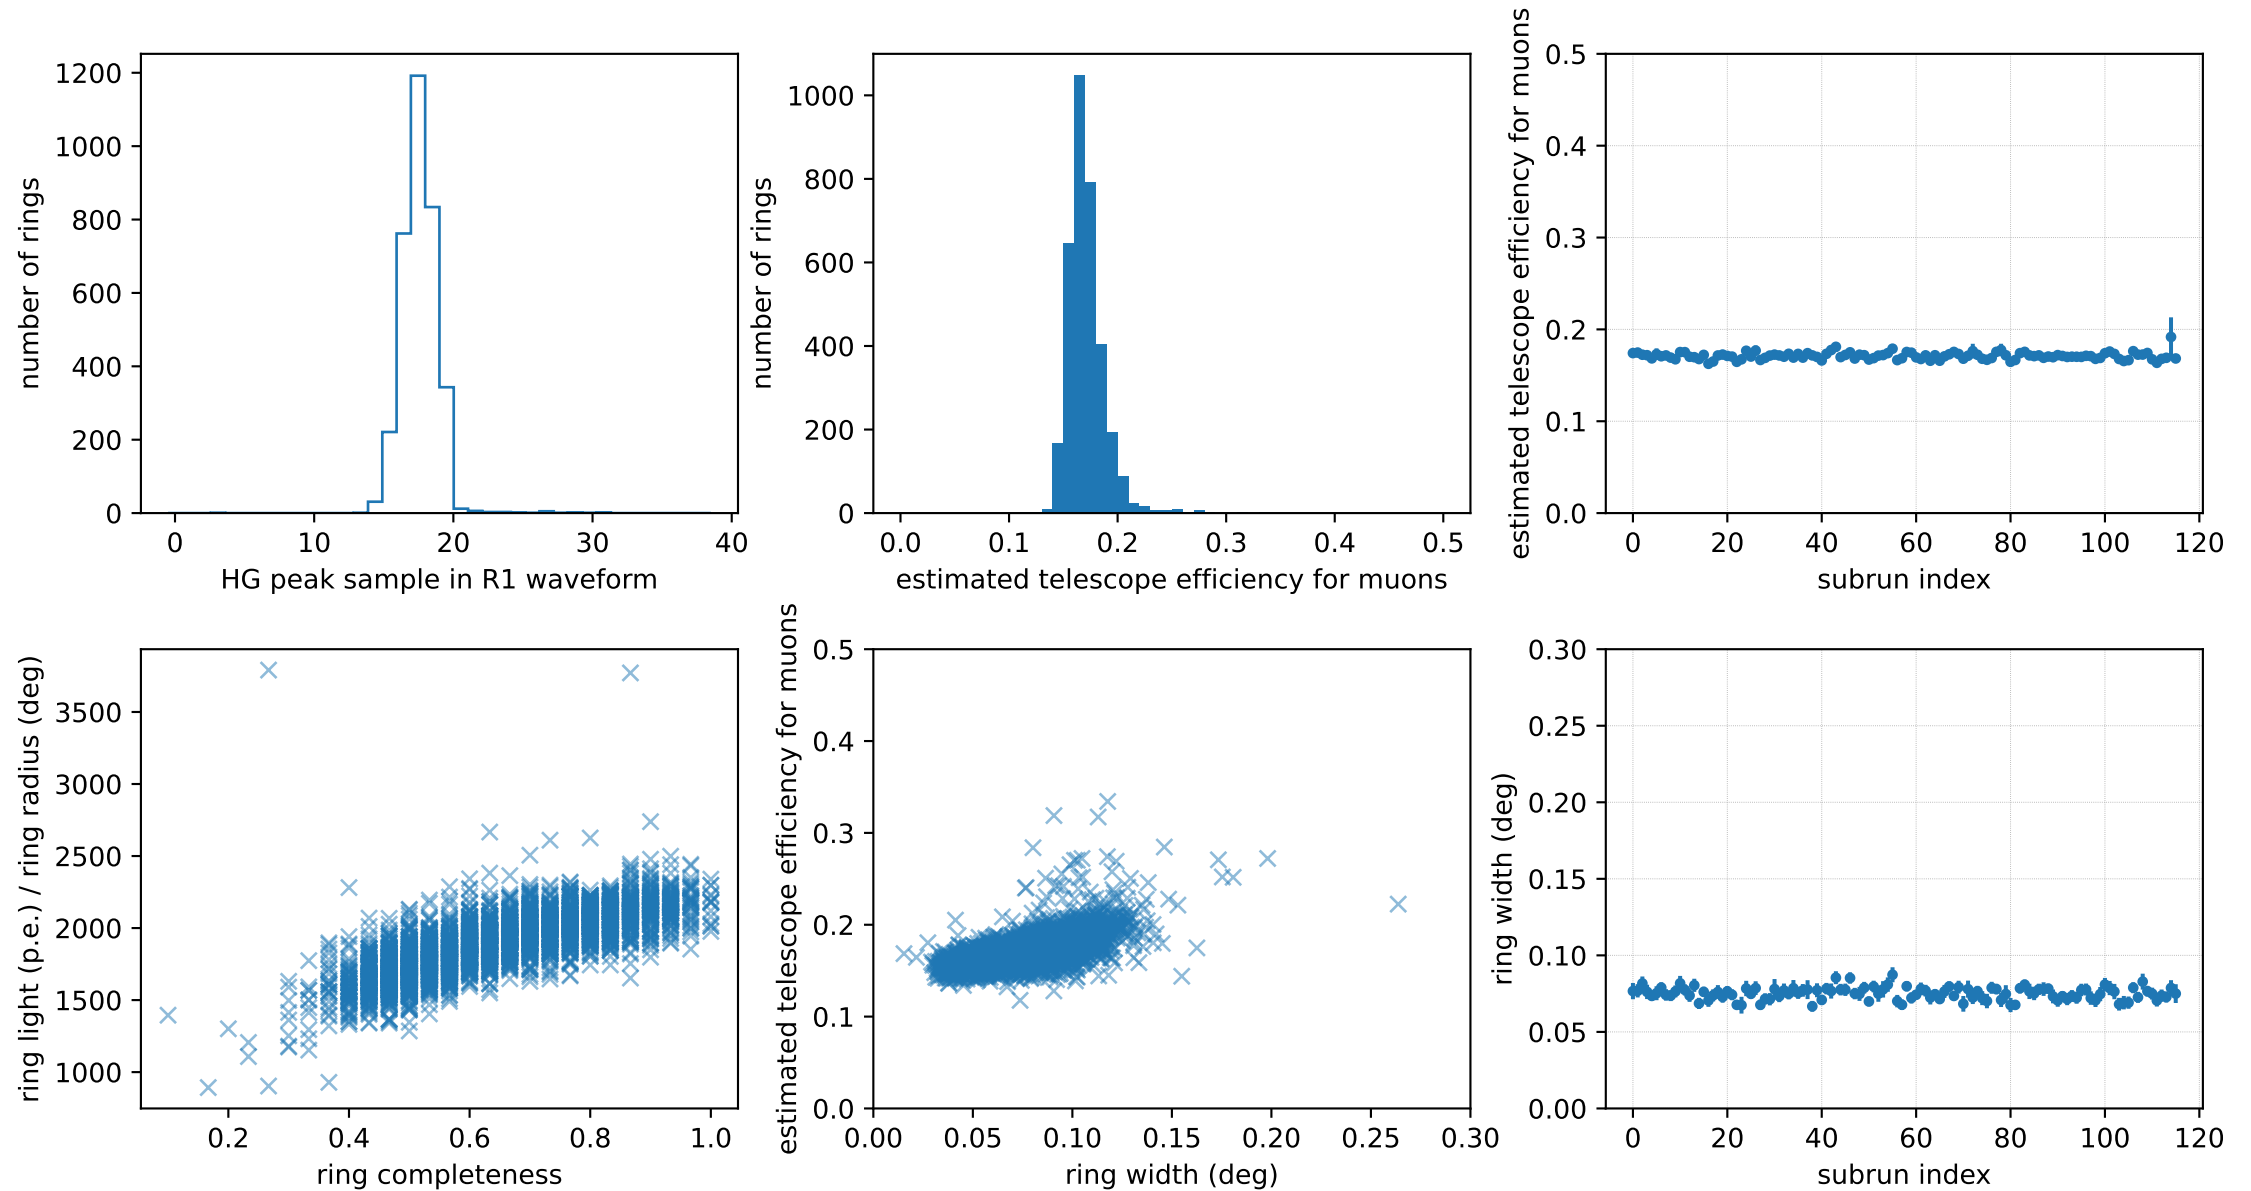 number of rings
1200
1000
800
600
400
200
0
0 10 20 30 40
HG peak sample in R1 waveform
number of rings
1000
800
600
400
200
0
0.0 0.1 0.2 0.3 0.4 0.5
estimated telescope efficiency for muons
estimated telescope efficiency for muons
0.5
0.4
0.3
0.2
0.1
0.0
0 20 40 60 80 100 120
subrun index
ring light (p.e.) / ring radius (deg)
3500
3000
2500
2000
1500
1000
0.2 0.4 0.6 0.8 1.0
ring completeness
estimated telescope efficiency for muons
0.5
0.4
0.3
0.2
0.1
0.0
0.00 0.05 0.10 0.15 0.20 0.25 0.30
ring width (deg)
ring width (deg)
0.30
0.25
0.20
0.15
0.10
0.05
0.00
0 20 40 60 80 100 120
subrun index